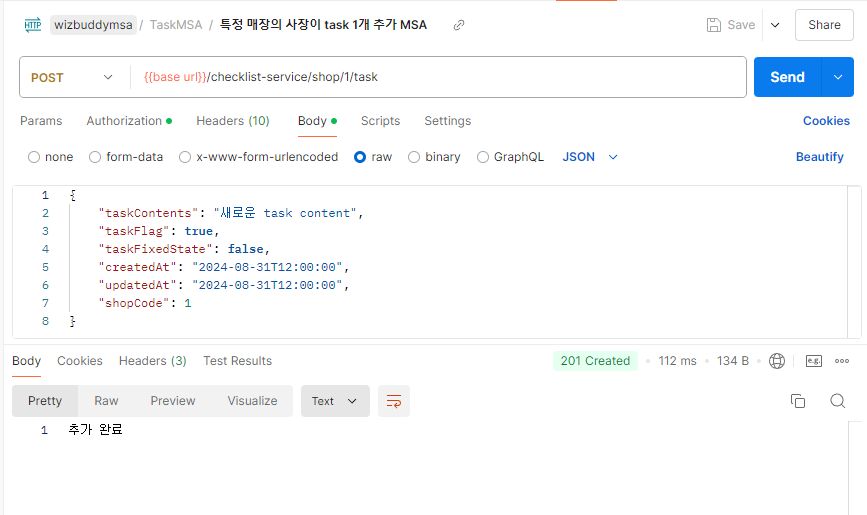 HTTP wizbuddymsa / TaskMSA / 특정 매장의 사장이 task 1개 추가 MSA Save Share
POST {{base url}}/checklist-service/shop/1/task Send
Params Authorization Headers (10) Body Scripts Settings Cookies
none form-data x-www-form-urlencoded raw binary GraphQL JSON Beautify
1 {
2 "taskContents": "새로운 task content",
3 "taskFlag": true,
4 "taskFixedState": false,
5 "createdAt": "2024-08-31T12:00:00",
6 "updatedAt": "2024-08-31T12:00:00",
7 "shopCode": 1
8 }
Body Cookies Headers (3) Test Results 201 Created 112 ms 134 B e.g.
Pretty Raw Preview Visualize Text
1 추가 완료